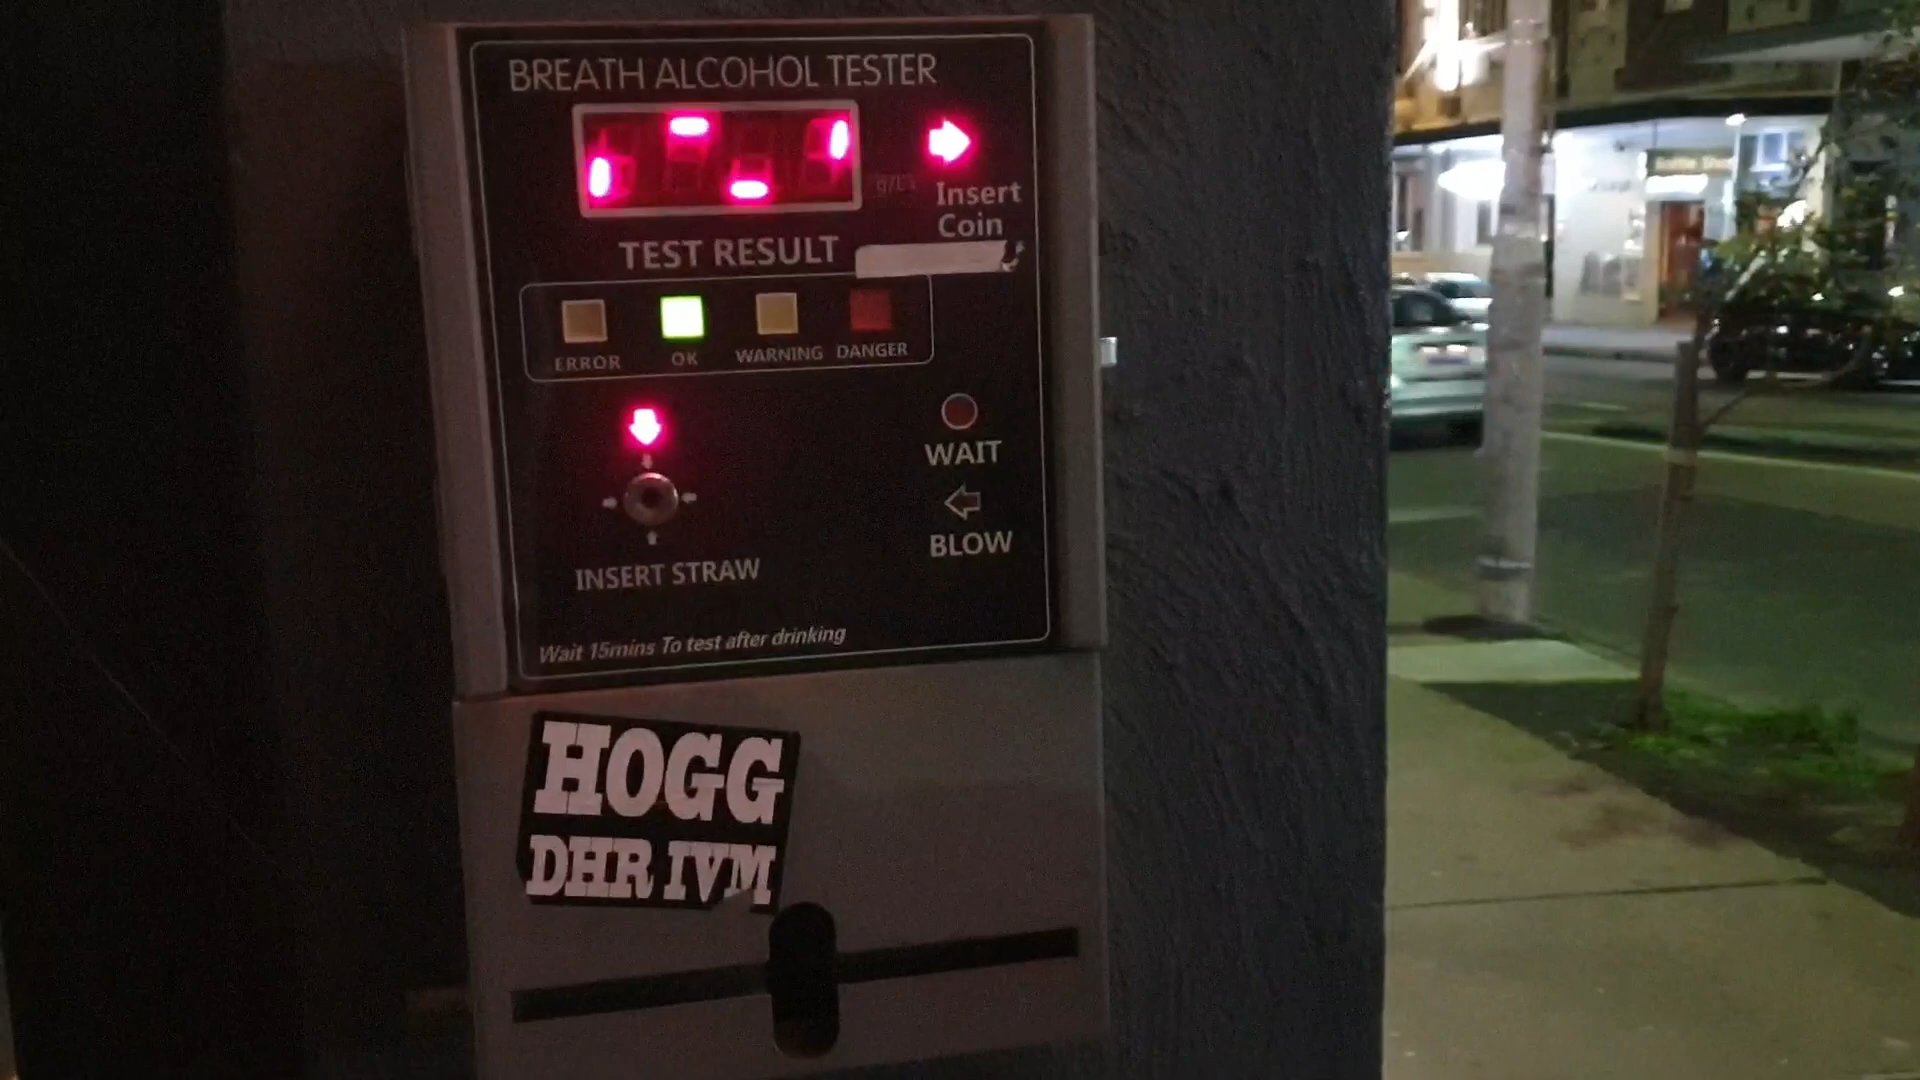 BREATH ALCOHOL TESTER
Insert
Coin
TEST RESULT
ERROR OK WARNING DANGER
WAIT
BLOW
INSERT STRAW
Wait 15mins To test after drinking
HOGG
DHR IVM